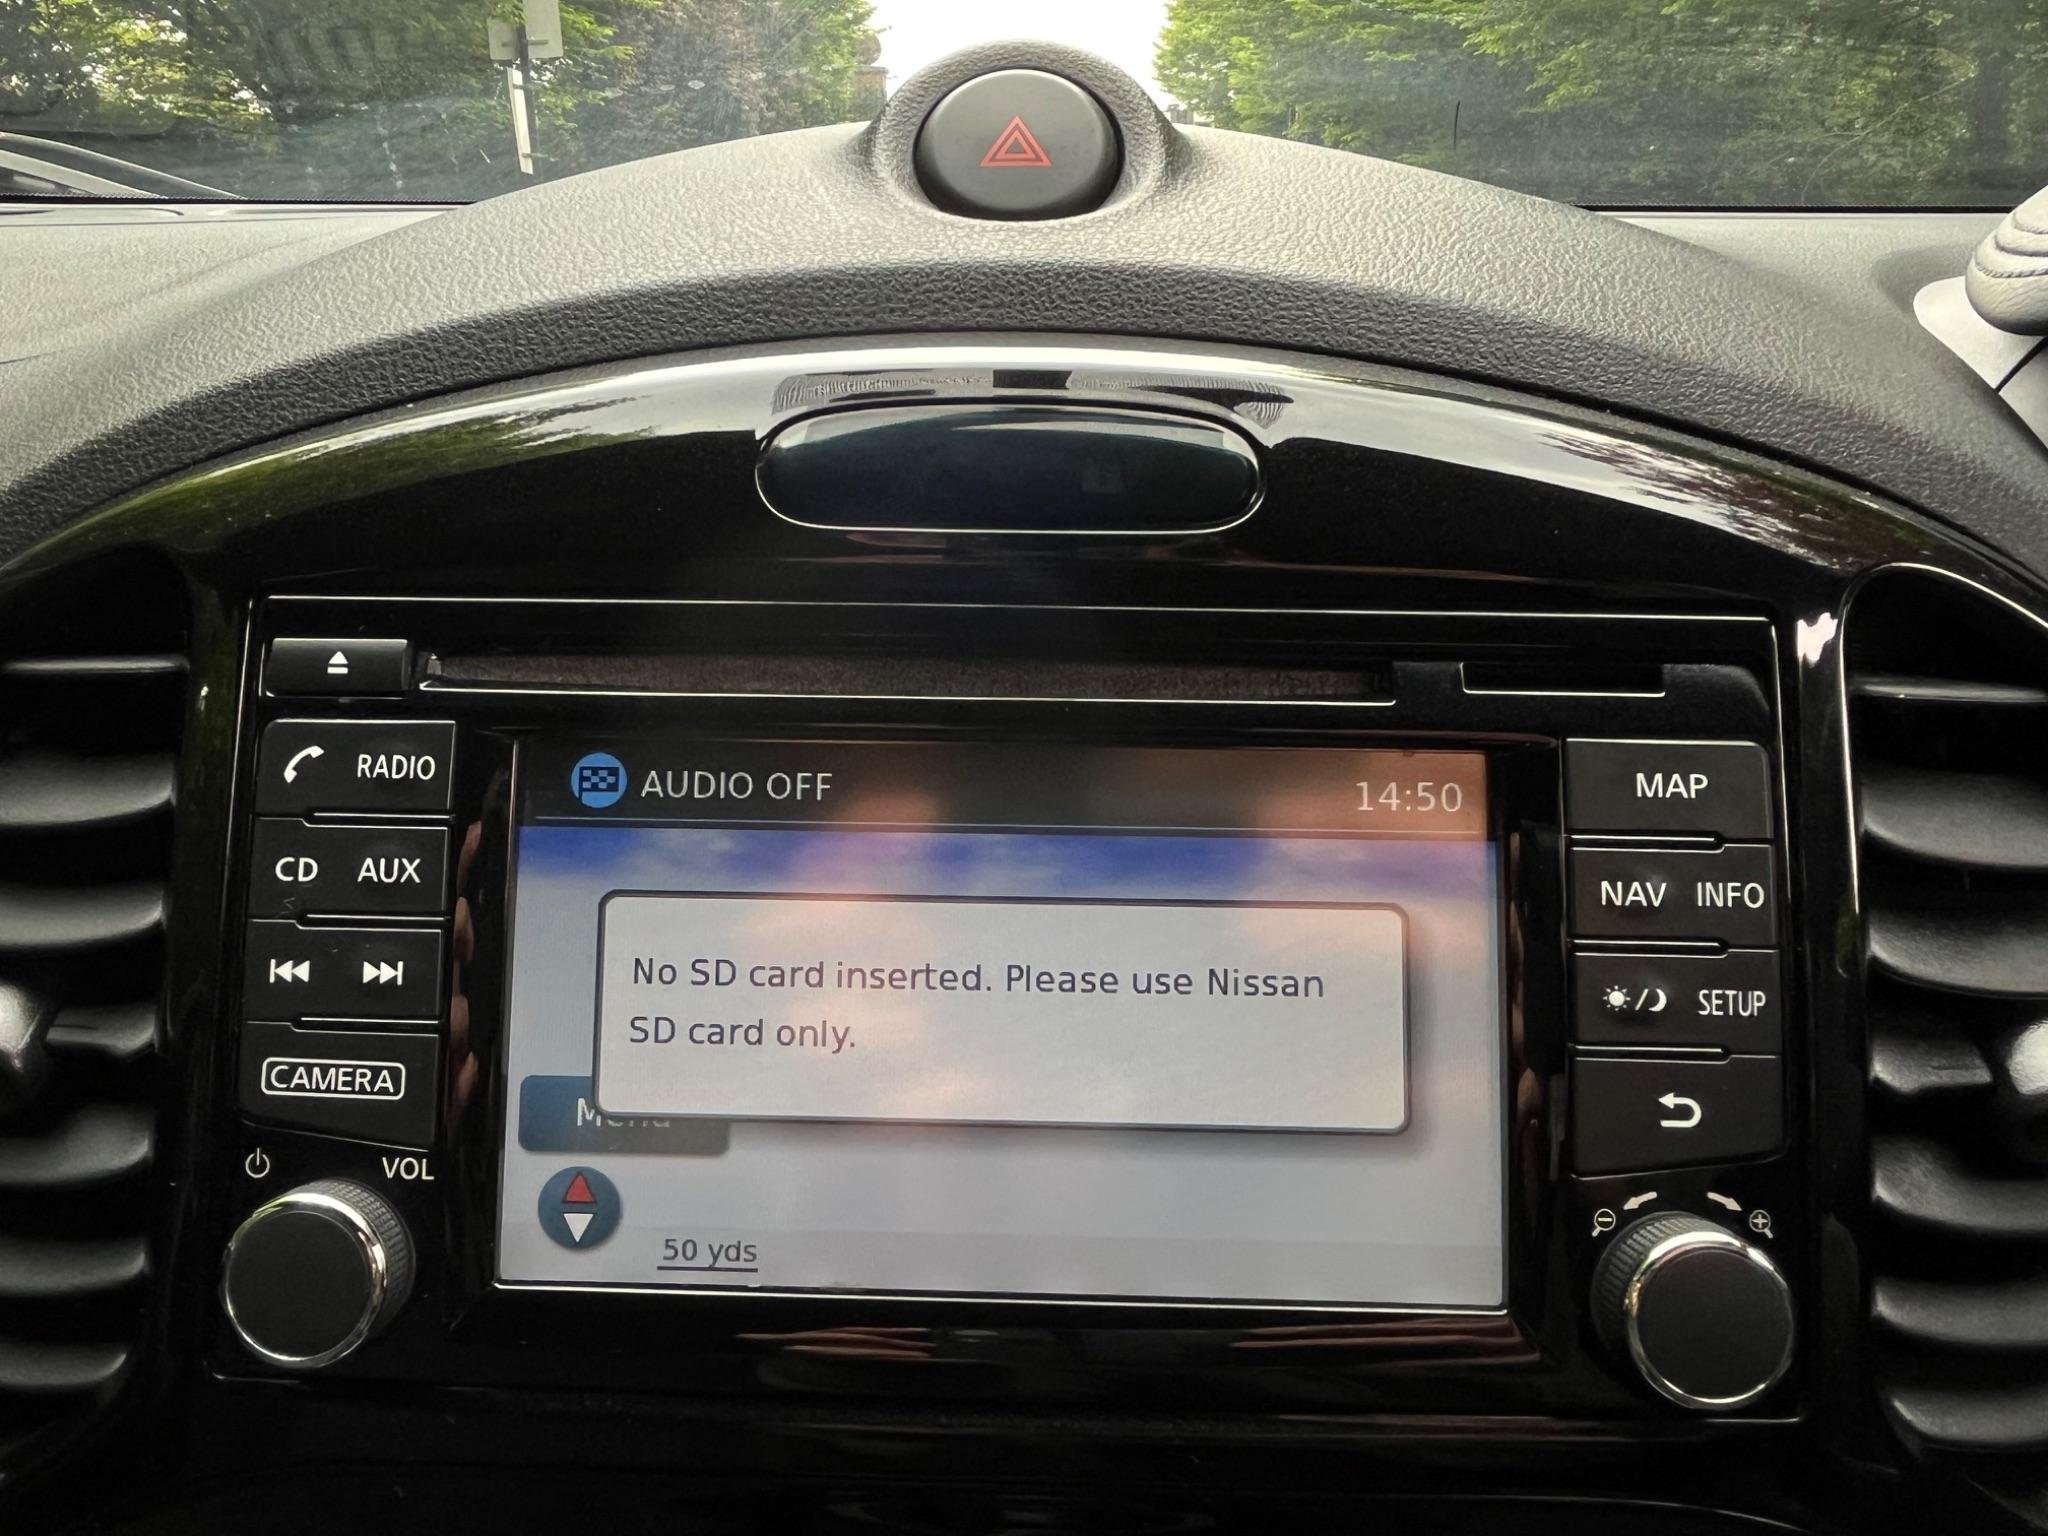 RADIO
CD AUX
CAMERA
VOL
AUDIO OFF 14:50
No SD card inserted. Please use Nissan
SD card only.
Menu
50 yds
MAP
NAV INFO
SETUP